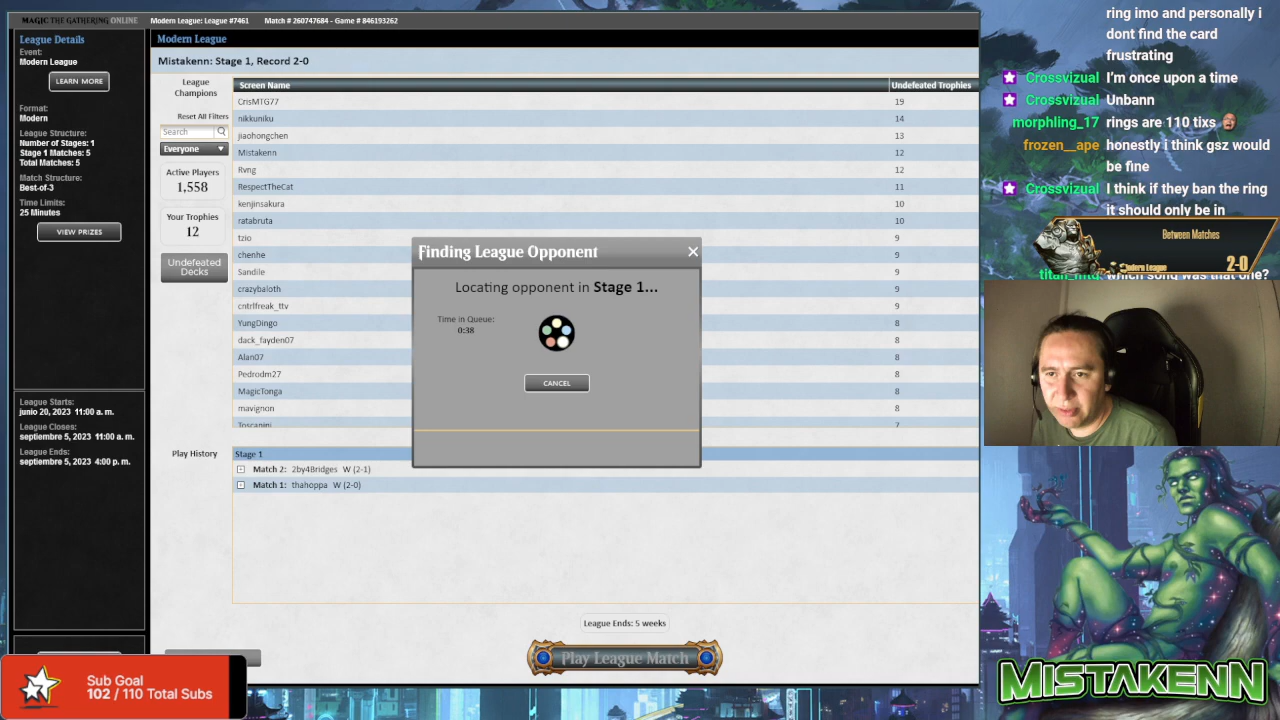 MAGIC THE GATHERING ONLINE
Modern League: League #7461
Match # 260747684 - Game # 846193262
League Details
Event:
Modern League
LEARN MORE
Format:
Modern
League Structure:
Number of Stages: 1
Stage 1 Matches: 5
Total Matches: 5
Match Structure:
Best-of-3
Time Limits:
25 Minutes
VIEW PRIZES
League Starts:
junio 20, 2023 11:00 a. m.
League Closes:
septiembre 5, 2023 11:00 a. m.
League Ends:
septiembre 5, 2023 4:00 p. m.
Modern League
Mistakenn: Stage 1, Record 2-0
League Champions
Reset All Filters
Search
Everyone
Active Players
1,558
Your Trophies
12
Undefeated Decks
Screen Name Undefeated Trophies
CrisMTG77 19
nikkuniku 14
jiaohongchen 13
Mistakenn 12
Rvng 12
RespectTheCat 11
kenjinsakura 10
ratabruta 10
tzio 9
chenhe 9
Sandile 9
crazybaloth 9
cntrlfreak_ttv 9
YungDingo 8
dack_fayden07 8
Alan07 8
Pedrodm27 8
MagicTonga 8
mavignon 8
Toscanini 7
Finding League Opponent
Locating opponent in Stage 1...
Time in Queue:
0:38
CANCEL
Play History
Stage 1
Match 2: 2by4Bridges W (2-1)
Match 1: thahoppa W (2-0)
League Ends: 5 weeks
Play League Match
Sub Goal
102 / 110 Total Subs
ring imo and personally i
dont find the card
frustrating
Crossvizual I'm once upon a time
Crossvizual Unbann
morphling_17 rings are 110 tixs
frozen__ape honestly i think gsz would
be fine
Crossvizual I think if they ban the ring
it should only be in
Between Matches
Modern League 2-0
titan_mtg: which song was that one?
MISTAKENN